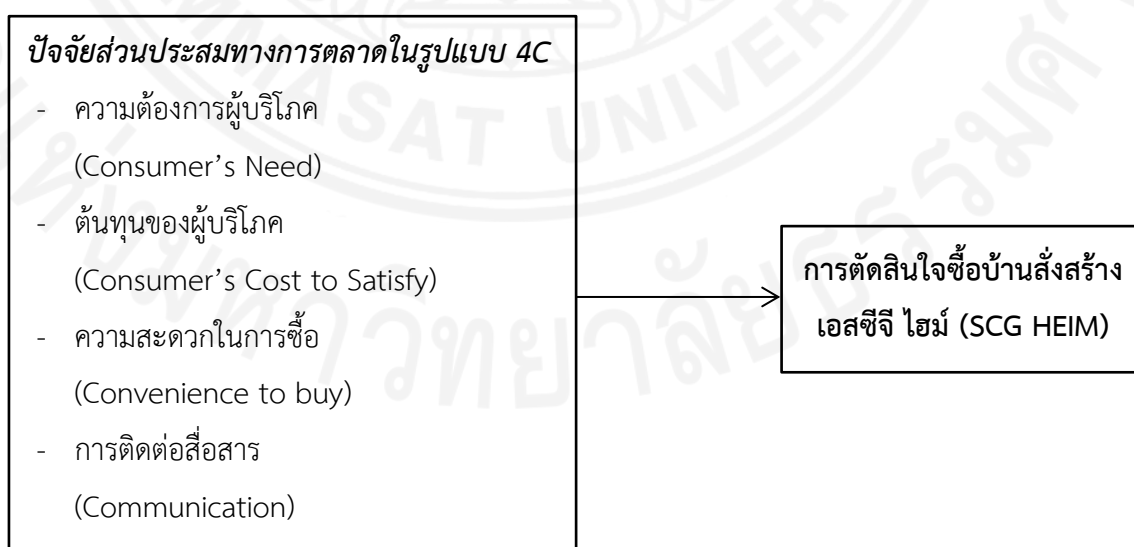 ปัจจัยส่วนประสมทางการตลาดในรูปแบบ 4C
- ความต้องการผู้บริโภค
(Consumer’s Need)
- ต้นทุนของผู้บริโภค
(Consumer’s Cost to Satisfy)
- ความสะดวกในการซื้อ
(Convenience to buy)
- การติดต่อสื่อสาร
(Communication)
การตัดสินใจซื้อบ้านสั่งสร้าง
เอสซีจี ไฮม์ (SCG HEIM)